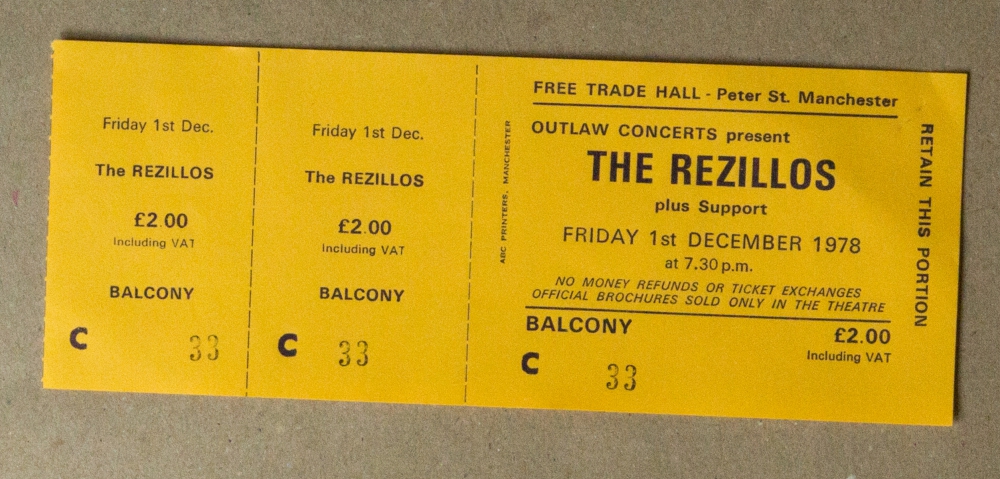 Friday 1st Dec.
The REZILLOS
£2.00
Including VAT
BALCONY
C 33
Friday 1st Dec.
The REZILLOS
£2.00
Including VAT
BALCONY
C 33
ABC PRINTERS, MANCHESTER
FREE TRADE HALL - Peter St. Manchester
OUTLAW CONCERTS present
THE REZILLOS
plus Support
FRIDAY 1st DECEMBER 1978
at 7.30 p.m.
NO MONEY REFUNDS OR TICKET EXCHANGES
OFFICIAL BROCHURES SOLD ONLY IN THE THEATRE
BALCONY £2.00
Including VAT
C 33
RETAIN THIS PORTION